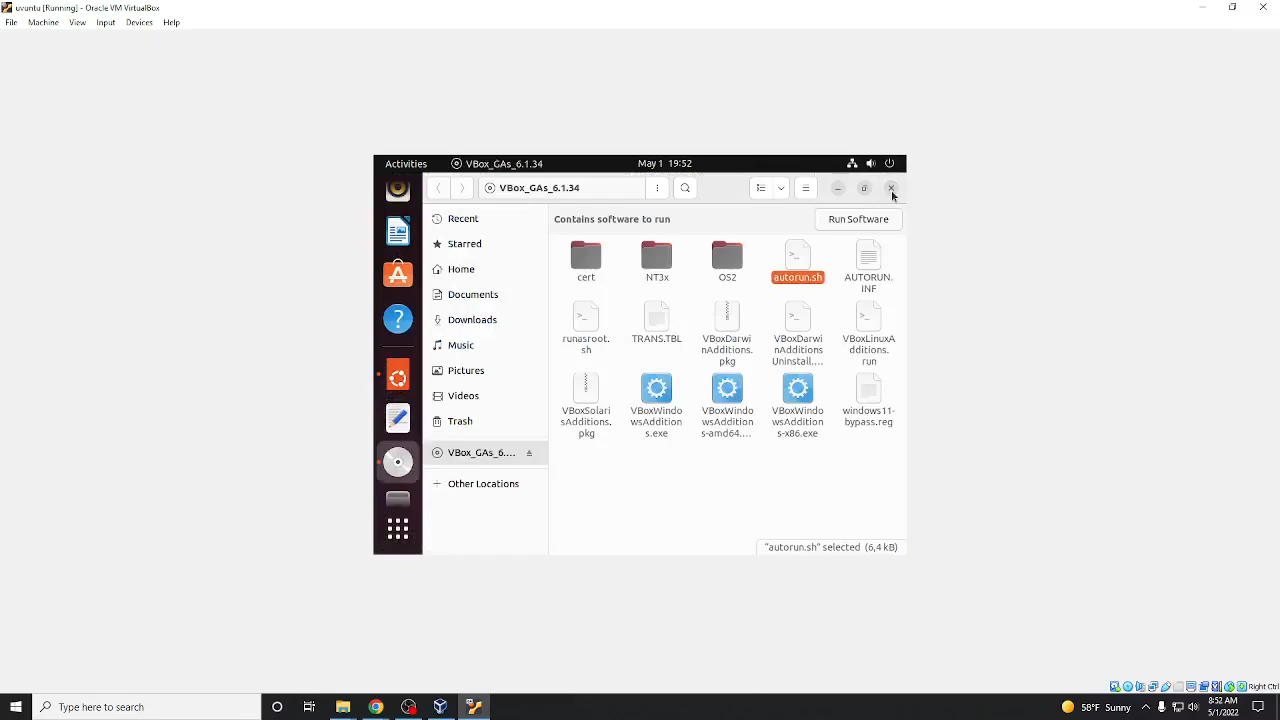 uvuntu [Running] - Oracle VM VirtualBox
File Machine View Input Devices Help
Activities VBox_GAs_6.1.34 May 1 19:52
VBox_GAs_6.1.34
Recent
Starred
Home
Documents
Downloads
Music
Pictures
Videos
Trash
VBox_GAs_6....
Other Locations
Contains software to run Run Software
cert
NT3x
OS2
autorun.sh
AUTORUN.
INF
runasroot.
sh
TRANS.TBL
VBoxDarwi
nAdditions.
pkg
VBoxDarwi
nAdditions
Uninstall....
VBoxLinuxA
dditions.
run
VBoxSolari
sAdditions.
pkg
VBoxWindo
wsAddition
s.exe
VBoxWindo
wsAddition
s-amd64....
VBoxWindo
wsAddition
s-x86.exe
windows11-
bypass.reg
"autorun.sh" selected (6,4 kB)
Right Ctrl
Type here to search
58°F Sunny
8:52 AM
5/1/2022